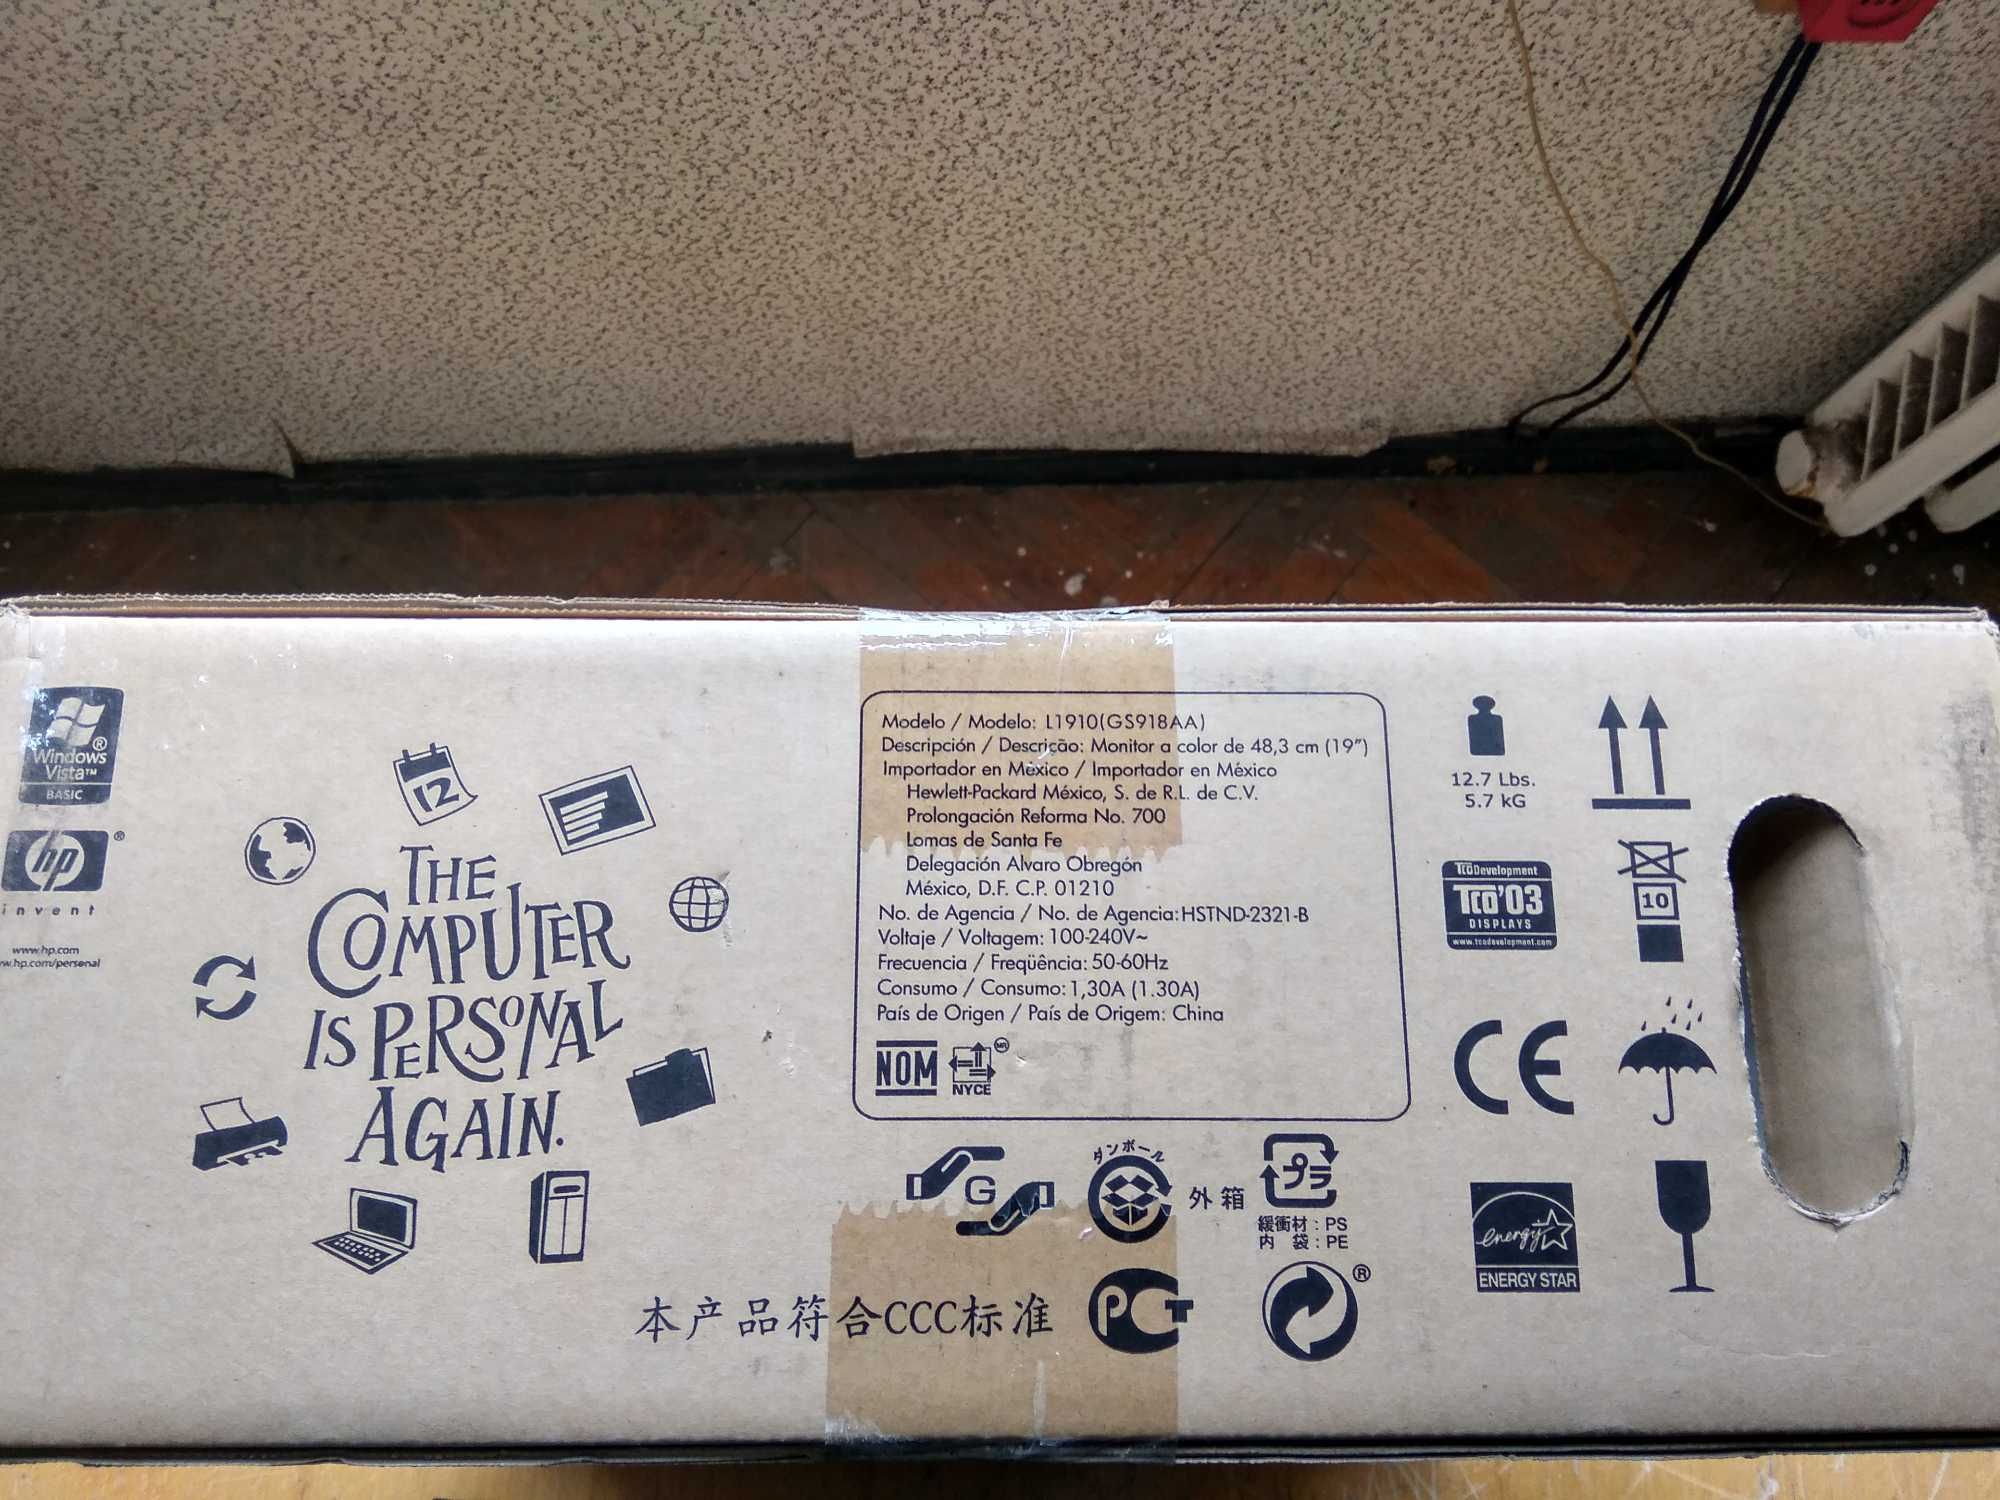 Windows®
Vista™
BASIC
hp®
invent
www.hp.com
w.hp.com/personal
12
THE
COMPUTER
IS PERSONAL
AGAIN.
Modelo / Modelo: L1910(GS918AA)
Descripción / Descrição: Monitor a color de 48,3 cm (19")
Importador en México / Importador en México
Hewlett-Packard México, S. de R.L. de C.V.
Prolongación Reforma No. 700
Lomas de Santa Fe
Delegación Alvaro Obregón
México, D.F. C.P. 01210
No. de Agencia / No. de Agencia:HSTND-2321-B
Voltaje / Voltagem: 100-240V~
Frecuencia / Freqüência: 50-60Hz
Consumo / Consumo: 1,30A (1.30A)
País de Origen / País de Origem: China
NOM
NYCE MR
G
ダンボール
外箱
プラ
緩衝材:PS
内 袋:PE
本产品符合CCC标准
PCT
®
12.7 Lbs.
5.7 kG
TCO Development
TCO'03
DISPLAYS
www.tcodevelopment.com
10
CE
energy
ENERGY STAR